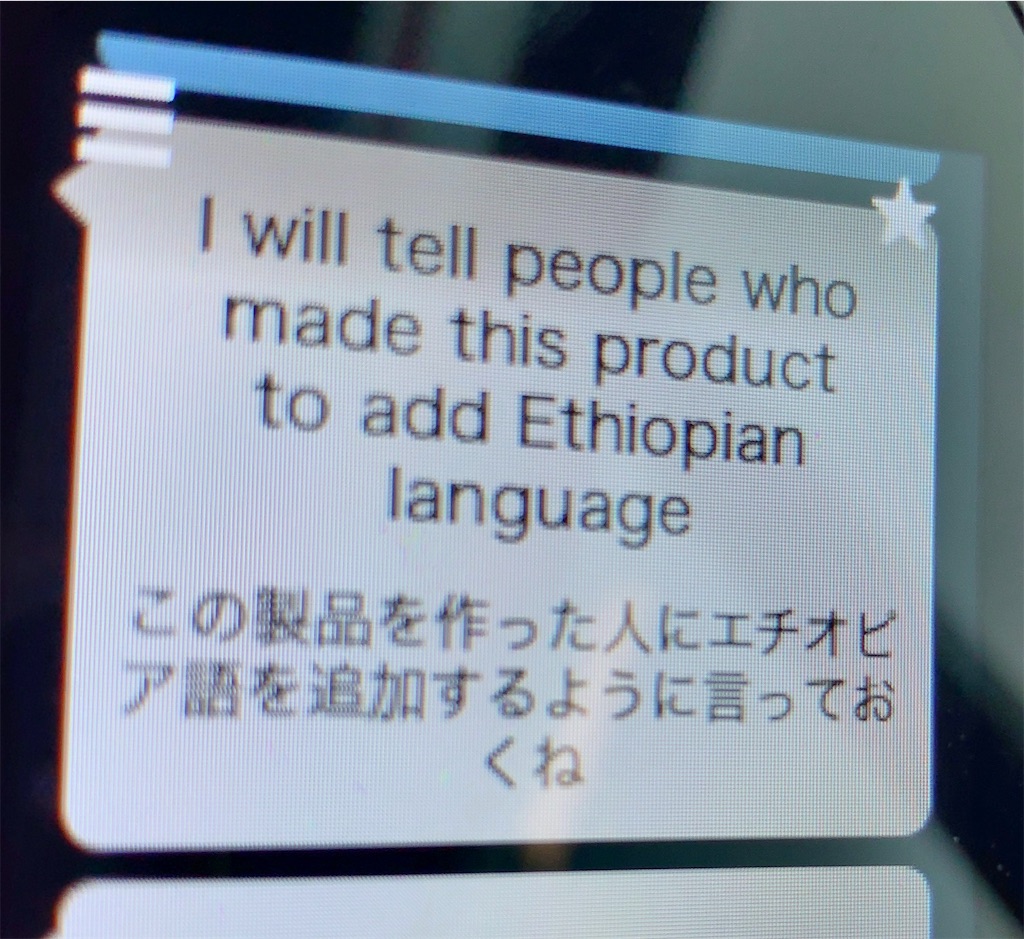 I will tell people who
made this product
to add Ethiopian
language
この製品を作った人にエチオピ
ア語を追加するように言ってお
くね